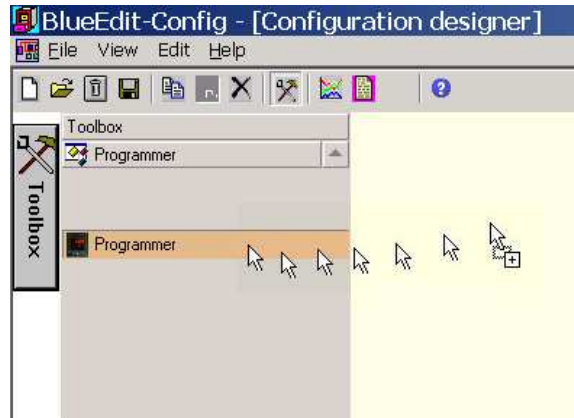 BlueEdit-Config - [Configuration designer]
File View Edit Help
Toolbox
Programmer
Toolbox
Programmer